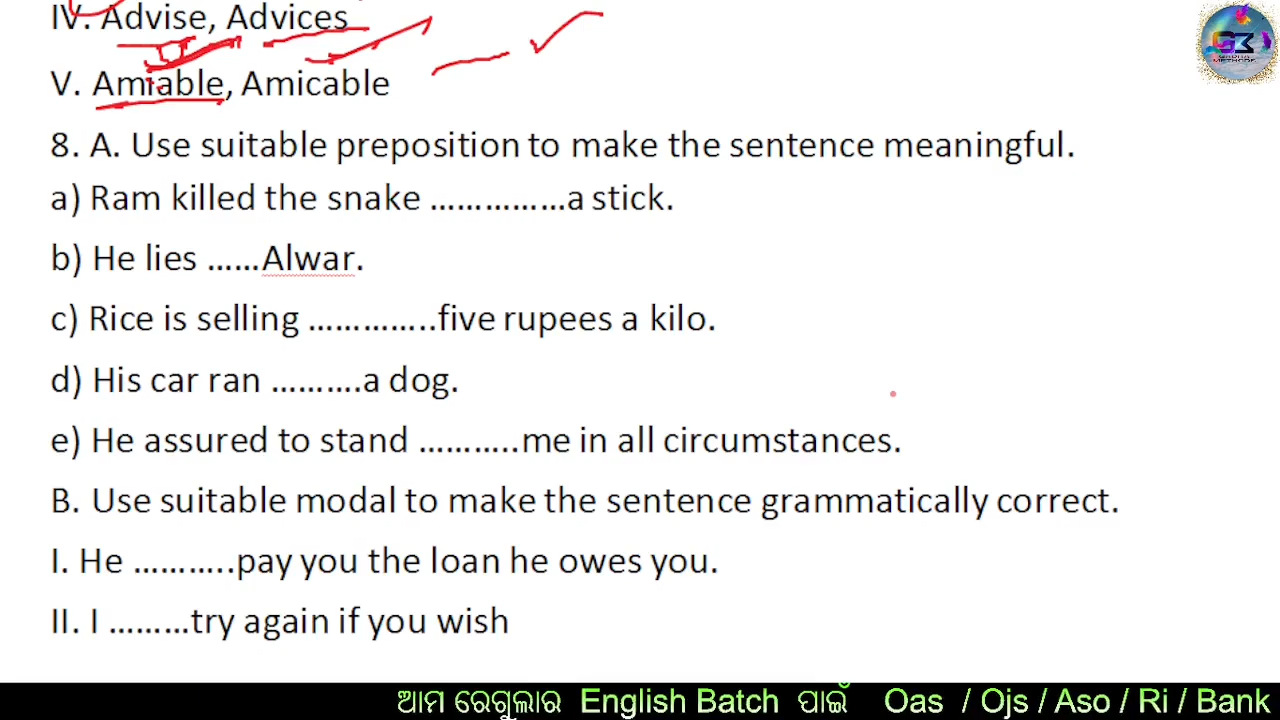 IV. Advise, Advices
V. Amiable, Amicable
8. A. Use suitable preposition to make the sentence meaningful.
a) Ram killed the snake ……………a stick.
b) He lies ……Alwar.
c) Rice is selling …………..five rupees a kilo.
d) His car ran ……….a dog.
e) He assured to stand ………..me in all circumstances.
B. Use suitable modal to make the sentence grammatically correct.
I. He ………..pay you the loan he owes you.
II. I ………try again if you wish
ଆମ ରେଗୁଲାର English Batch ପାଇଁ Oas / Ojs / Aso / Ri / Bank